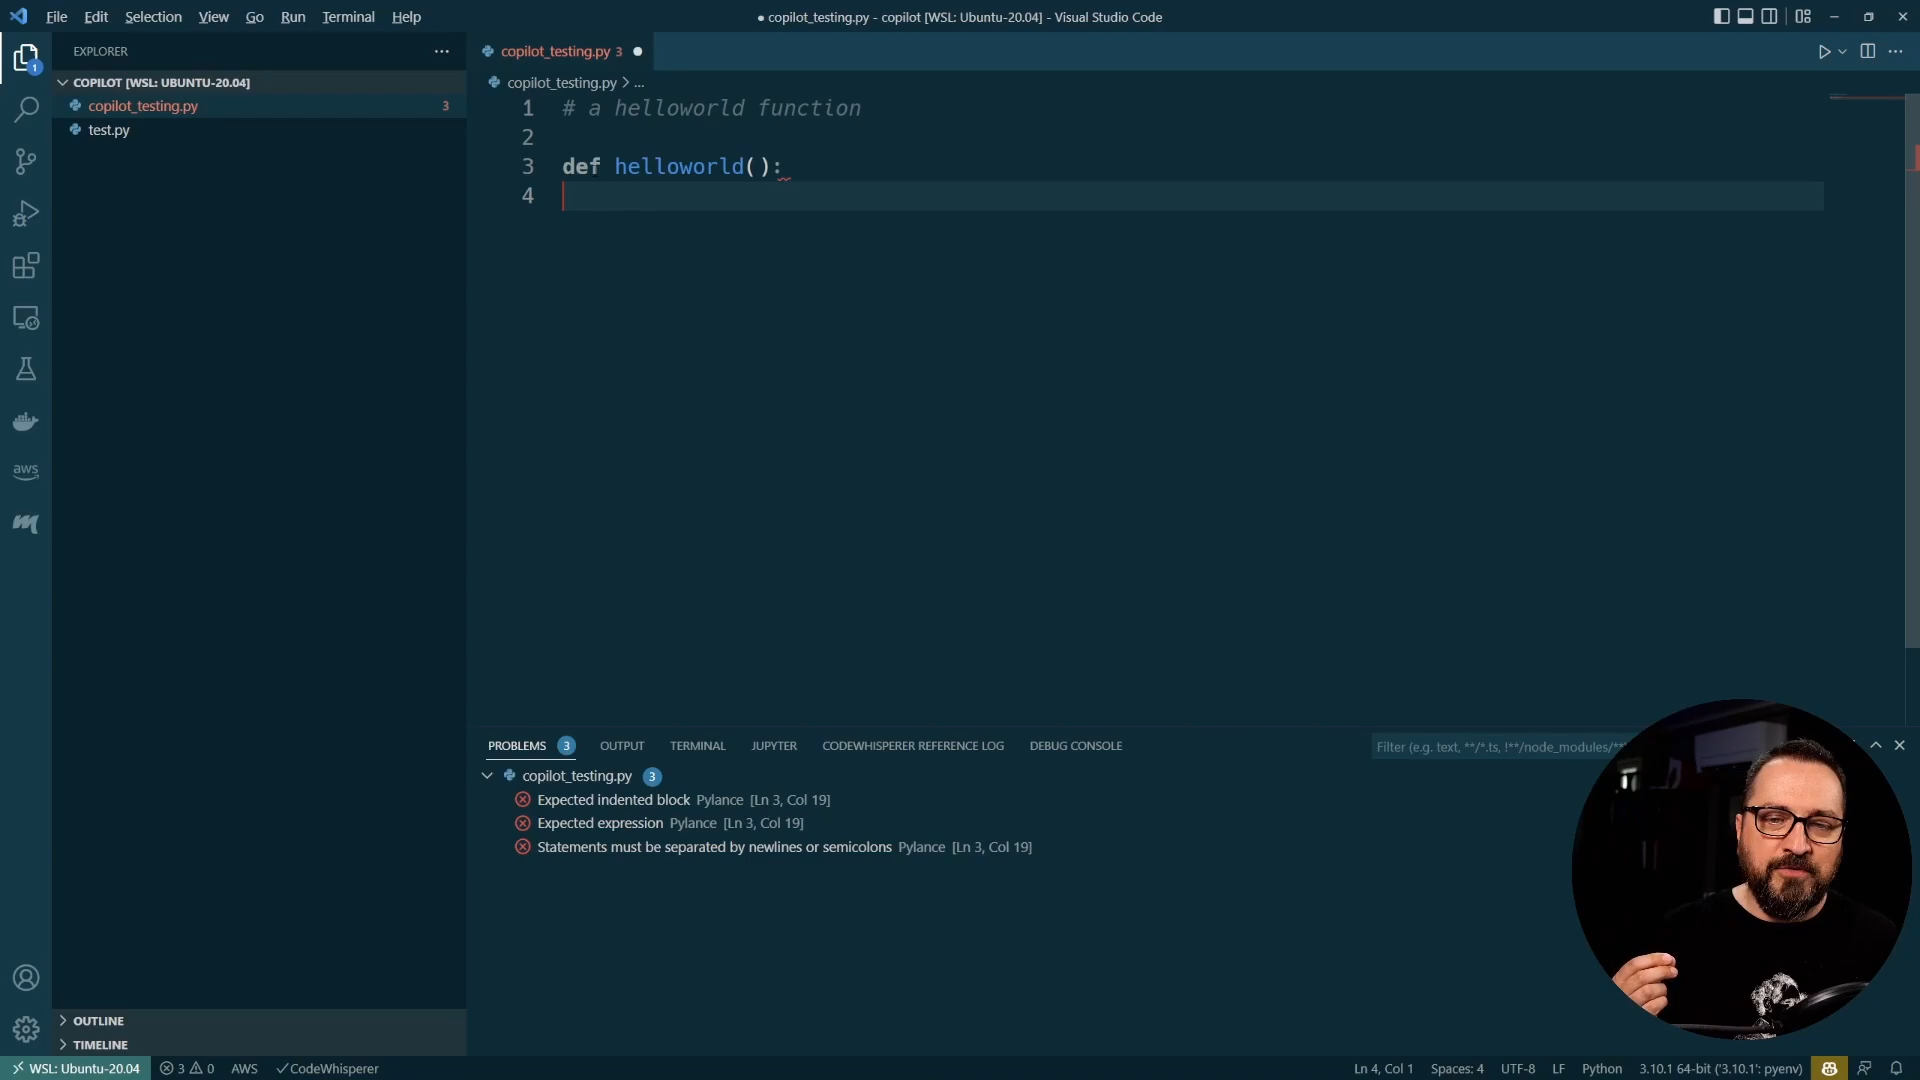 File Edit Selection View Go Run Terminal Help
● copilot_testing.py - copilot [WSL: Ubuntu-20.04] - Visual Studio Code
EXPLORER
COPILOT [WSL: UBUNTU-20.04]
copilot_testing.py 3
test.py
OUTLINE
TIMELINE
1
aws
copilot_testing.py 3
copilot_testing.py > ...
1 # a helloworld function
2
3 def helloworld():
4
PROBLEMS 3 OUTPUT TERMINAL JUPYTER CODEWHISPERER REFERENCE LOG DEBUG CONSOLE
Filter (e.g. text, **/*.ts, !**/node_modules/**
copilot_testing.py 3
Expected indented block Pylance [Ln 3, Col 19]
Expected expression Pylance [Ln 3, Col 19]
Statements must be separated by newlines or semicolons Pylance [Ln 3, Col 19]
WSL: Ubuntu-20.04 3 0 AWS ✓CodeWhisperer
Ln 4, Col 1 Spaces: 4 UTF-8 LF Python 3.10.1 64-bit ('3.10.1': pyenv)